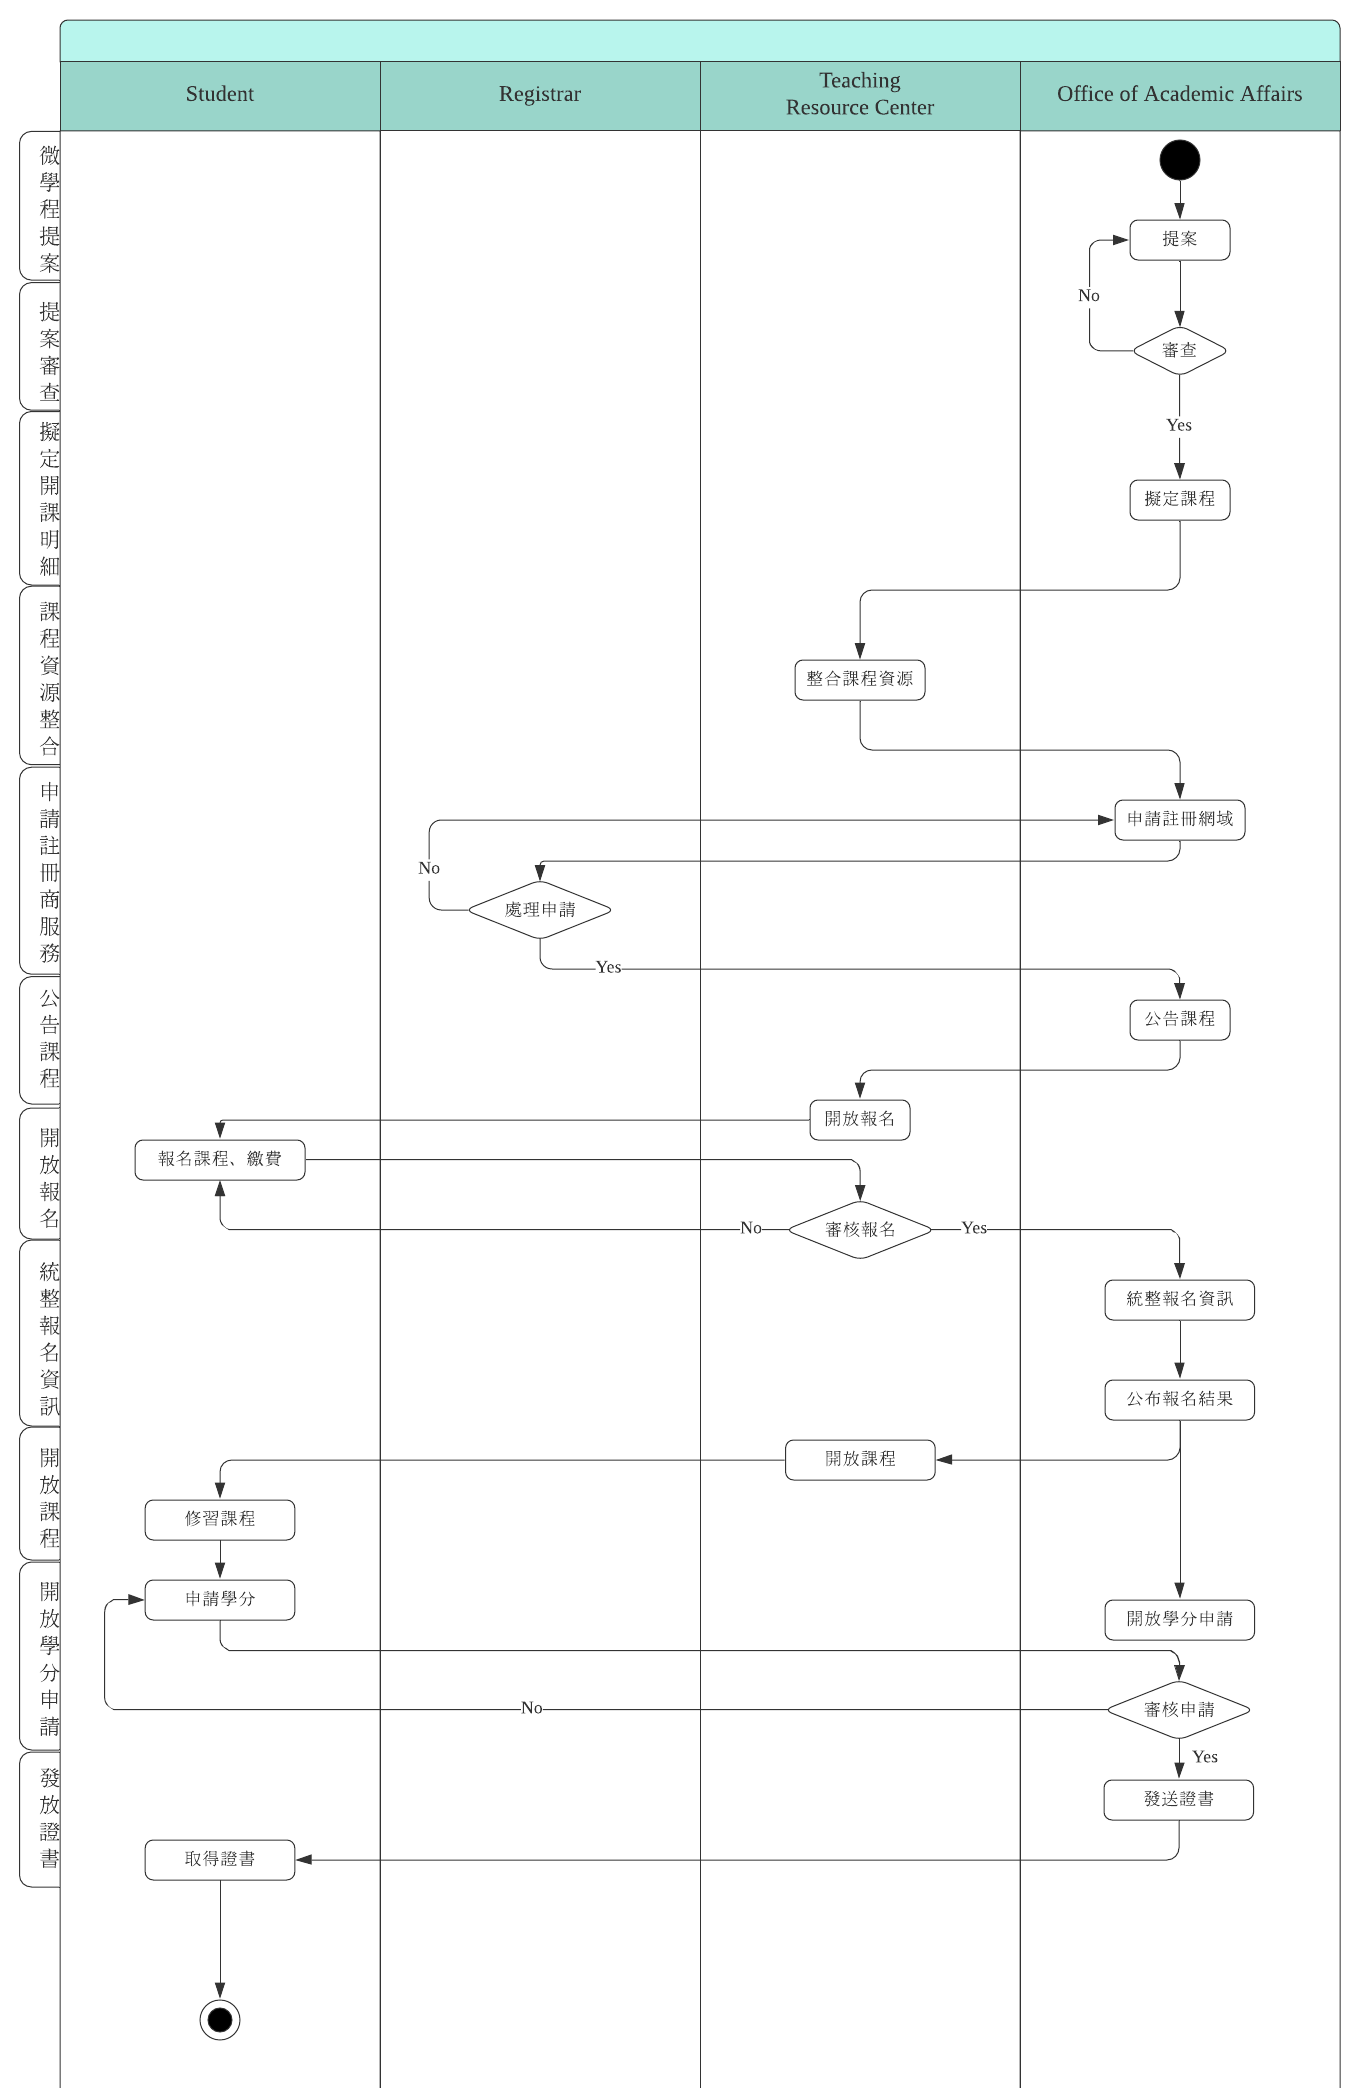 Student
Registrar
Teaching
Resource Center
Office of Academic Affairs
微學程提案
提案
No
提案審查
審查
Yes
擬定開課明細
擬定課程
課程資源整合
整合課程資源
申請註冊商服務
申請註冊網域
No
處理申請
Yes
公告課程
公告課程
開放報名
開放報名
報名課程、繳費
No
審核報名
Yes
統整報名資訊
統整報名資訊
公布報名結果
開放課程
開放課程
修習課程
開放學分申請
申請學分
開放學分申請
No
審核申請
Yes
發放證書
發送證書
取得證書